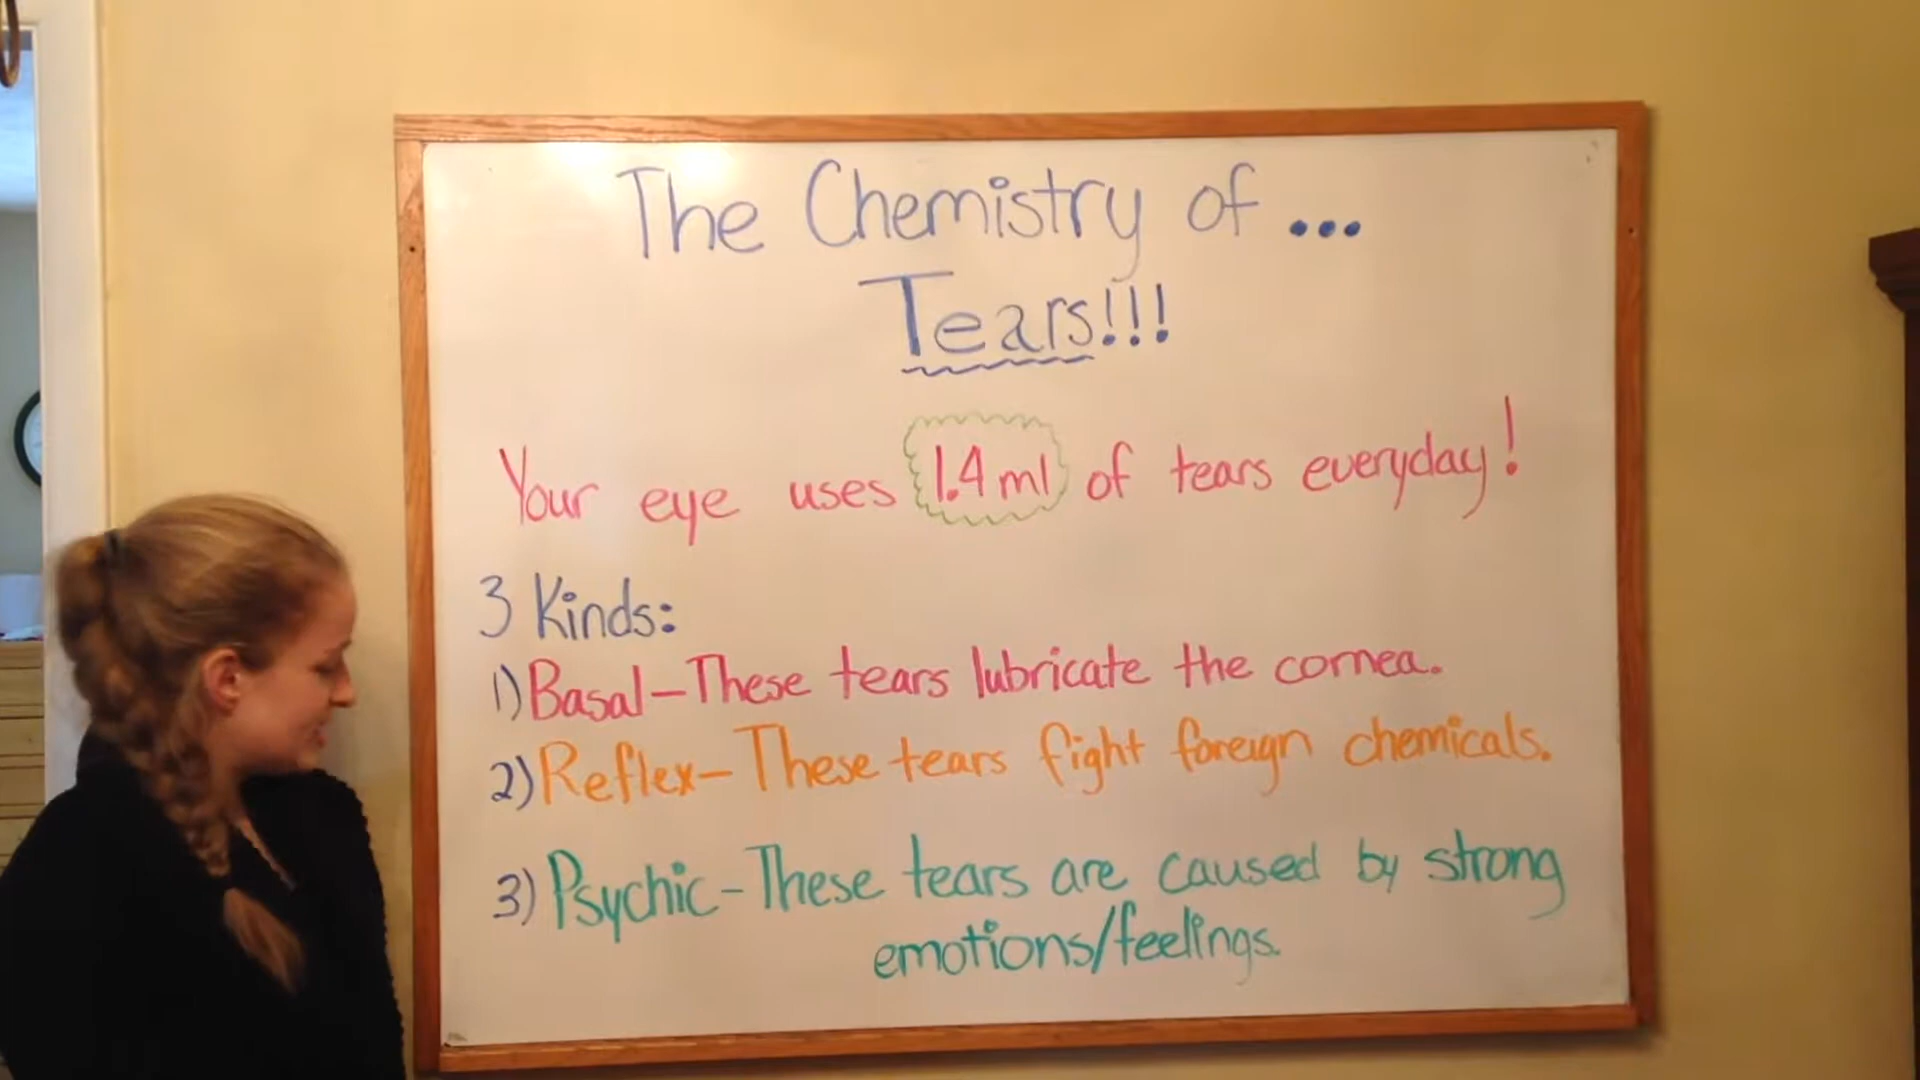 The Chemistry of ...
Tears!!!
Your eye uses 1.4 ml of tears everyday!
3 Kinds:
1) Basal - These tears lubricate the cornea.
2) Reflex - These tears fight foreign chemicals.
3) Psychic - These tears are caused by strong
emotions/feelings.